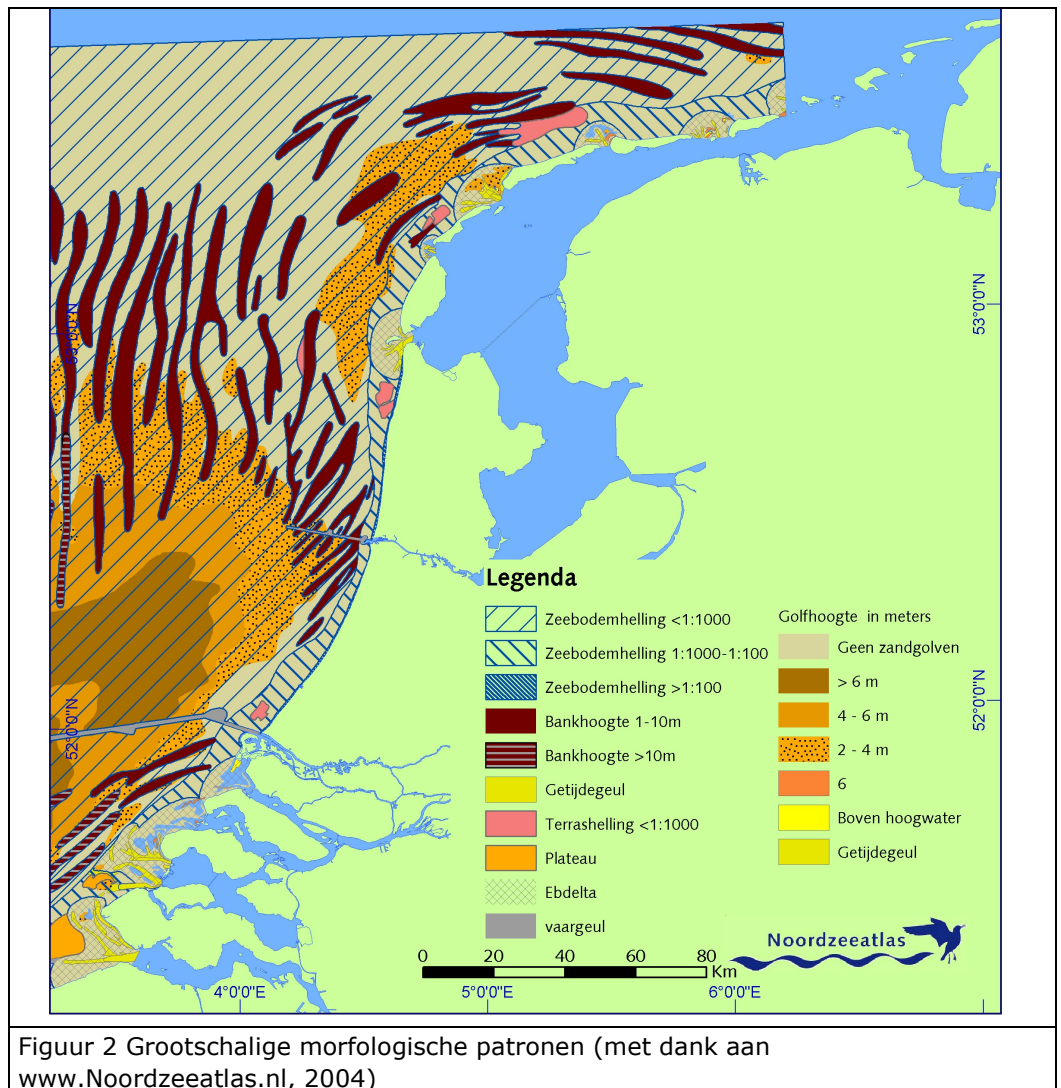 53°0'0"N
53°0'0"N
Legenda
Zeebodemhelling <1:1000
Zeebodemhelling 1:1000-1:100
Zeebodemhelling >1:100
Bankhoogte 1-10m
Bankhoogte >10m
Getijdegeul
Terrashelling <1:1000
Plateau
Ebdelta
vaargeul
Golfhoogte in meters
Geen zandgolven
> 6 m
4 - 6 m
2 - 4 m
6
Boven hoogwater
Getijdegeul
52°0'0"N
52°0'0"N
Noordzeeatlas
0 20 40 60 80
Km
4°0'0"E 5°0'0"E 6°0'0"E
Figuur 2 Grootschalige morfologische patronen (met dank aan
www.Noordzeeatlas.nl, 2004)